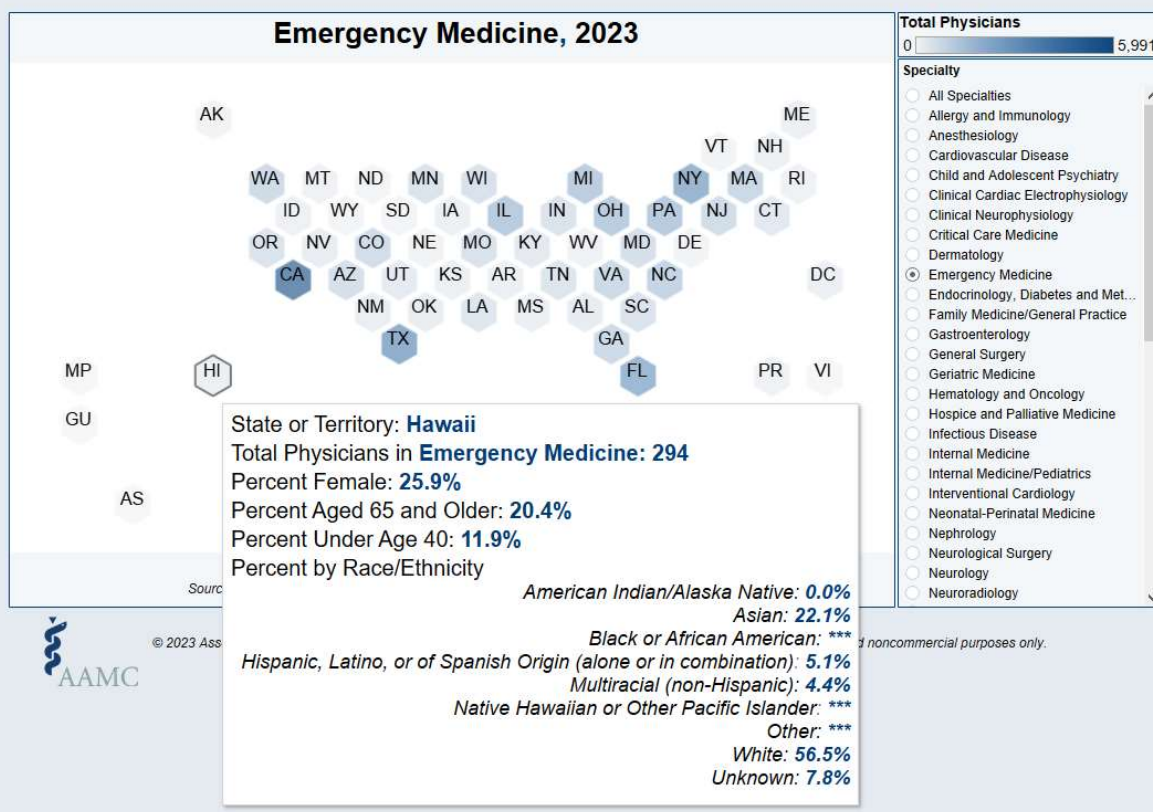 Emergency Medicine, 2023
Total Physicians
0 5,991
Specialty
All Specialties
Allergy and Immunology
Anesthesiology
Cardiovascular Disease
Child and Adolescent Psychiatry
Clinical Cardiac Electrophysiology
Clinical Neurophysiology
Critical Care Medicine
Dermatology
Emergency Medicine
Endocrinology, Diabetes and Met...
Family Medicine/General Practice
Gastroenterology
General Surgery
Geriatric Medicine
Hematology and Oncology
Hospice and Palliative Medicine
Infectious Disease
Internal Medicine
Internal Medicine/Pediatrics
Interventional Cardiology
Neonatal-Perinatal Medicine
Nephrology
Neurological Surgery
Neurology
Neuroradiology
AK ME
VT NH
WA MT ND MN WI MI NY MA RI
ID WY SD IA IL IN OH PA NJ CT
OR NV CO NE MO KY WV MD DE
CA AZ UT KS AR TN VA NC DC
NM OK LA MS AL SC
TX GA
MP HI FL PR VI
GU
AS
State or Territory: Hawaii
Total Physicians in Emergency Medicine: 294
Percent Female: 25.9%
Percent Aged 65 and Older: 20.4%
Percent Under Age 40: 11.9%
Percent by Race/Ethnicity
American Indian/Alaska Native: 0.0%
Asian: 22.1%
Black or African American: ***
Hispanic, Latino, or of Spanish Origin (alone or in combination): 5.1%
Multiracial (non-Hispanic): 4.4%
Native Hawaiian or Other Pacific Islander: ***
Other: ***
White: 56.5%
Unknown: 7.8%
Sourc
© 2023 Ass
d noncommercial purposes only.
AAMC